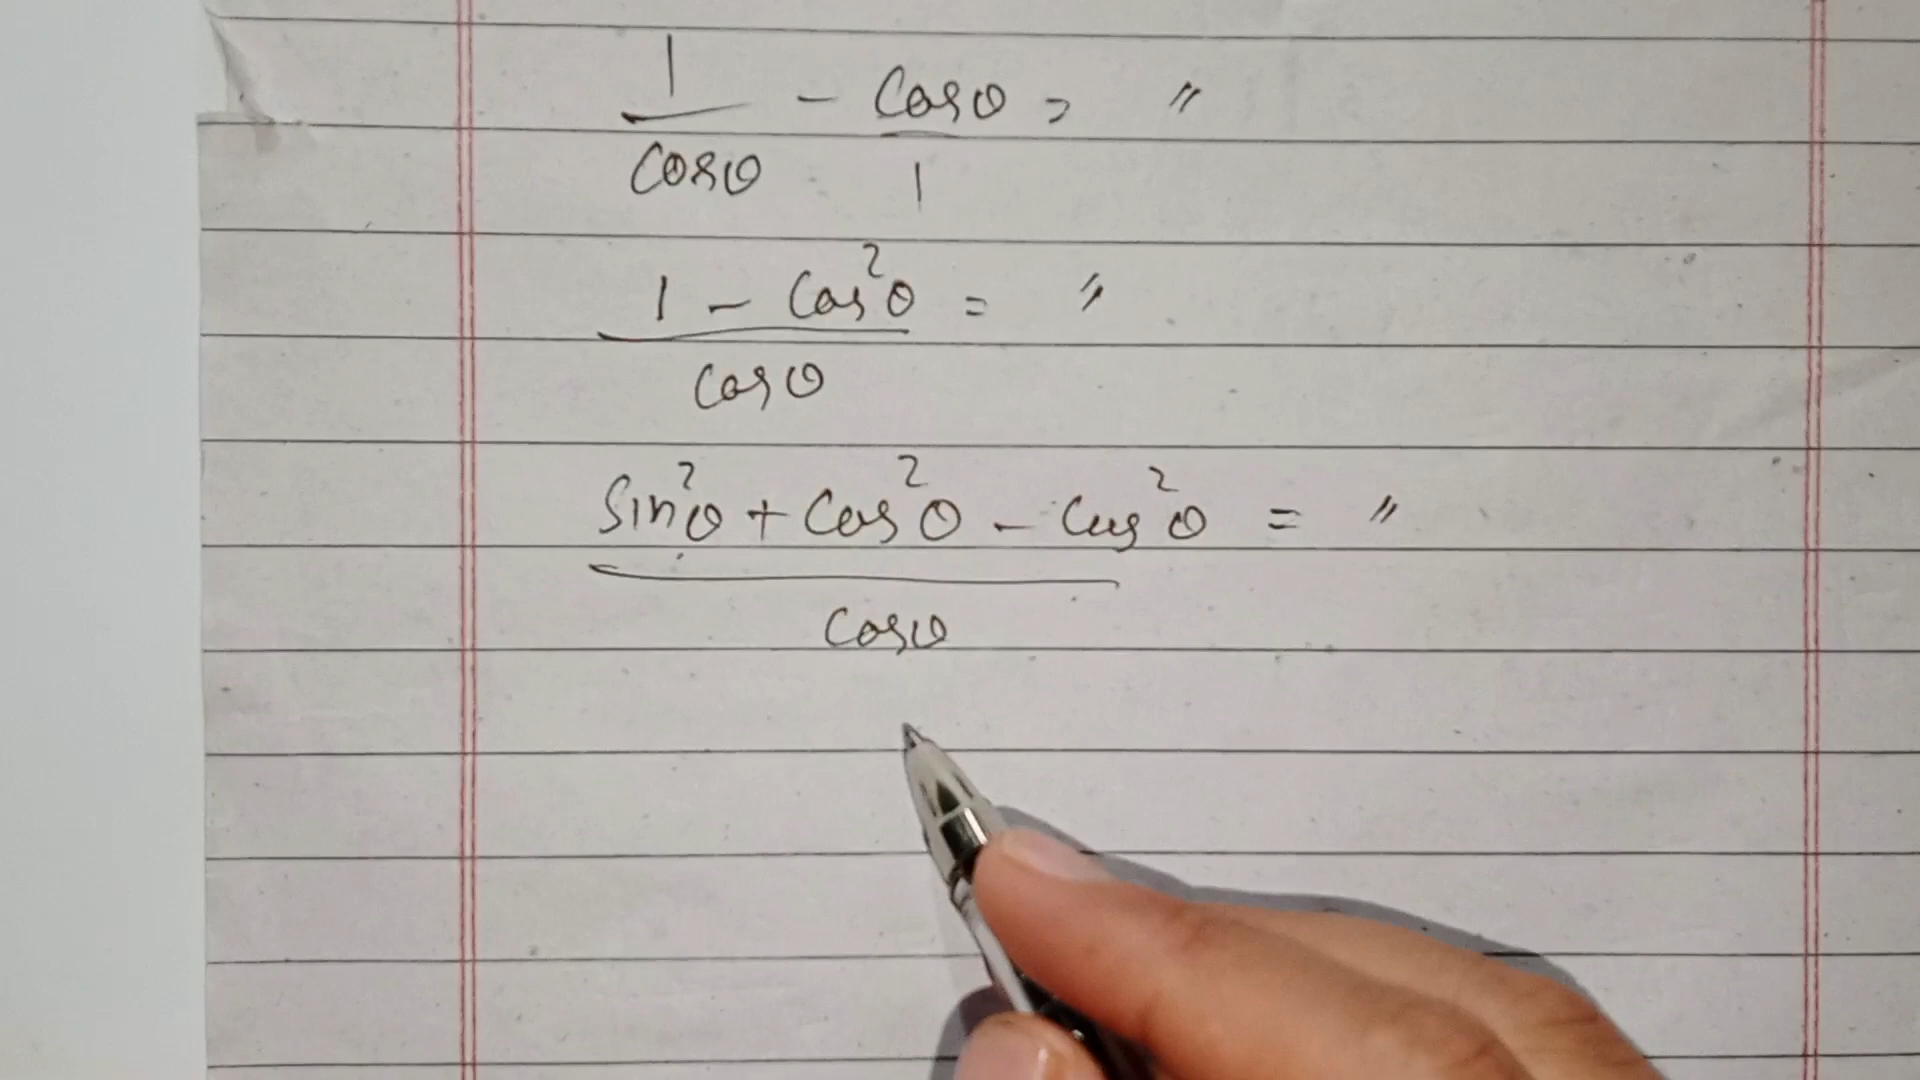 1/cosθ - cosθ/1 = "
1 - cos²θ/cosθ = "
sin²θ + cos²θ - cos²θ/cosθ = "